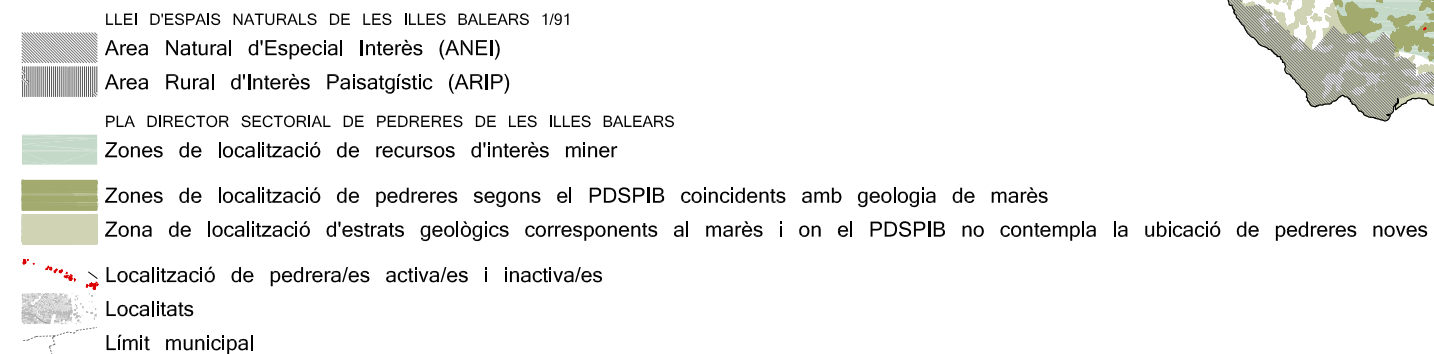 LLEI D'ESPAIS NATURALS DE LES ILLES BALEARS 1/91
Area Natural d'Especial Interès (ANEI)
Area Rural d'Interès Paisatgístic (ARIP)
PLA DIRECTOR SECTORIAL DE PEDRERES DE LES ILLES BALEARS
Zones de localització de recursos d'interès miner
Zones de localització de pedreres segons el PDSPIB coincidents amb geologia de marès
Zona de localització d'estrats geològics corresponents al marès i on el PDSPIB no contempla la ubicació de pedreres noves
Localització de pedrera/es activa/es i inactiva/es
Localitats
Límit municipal